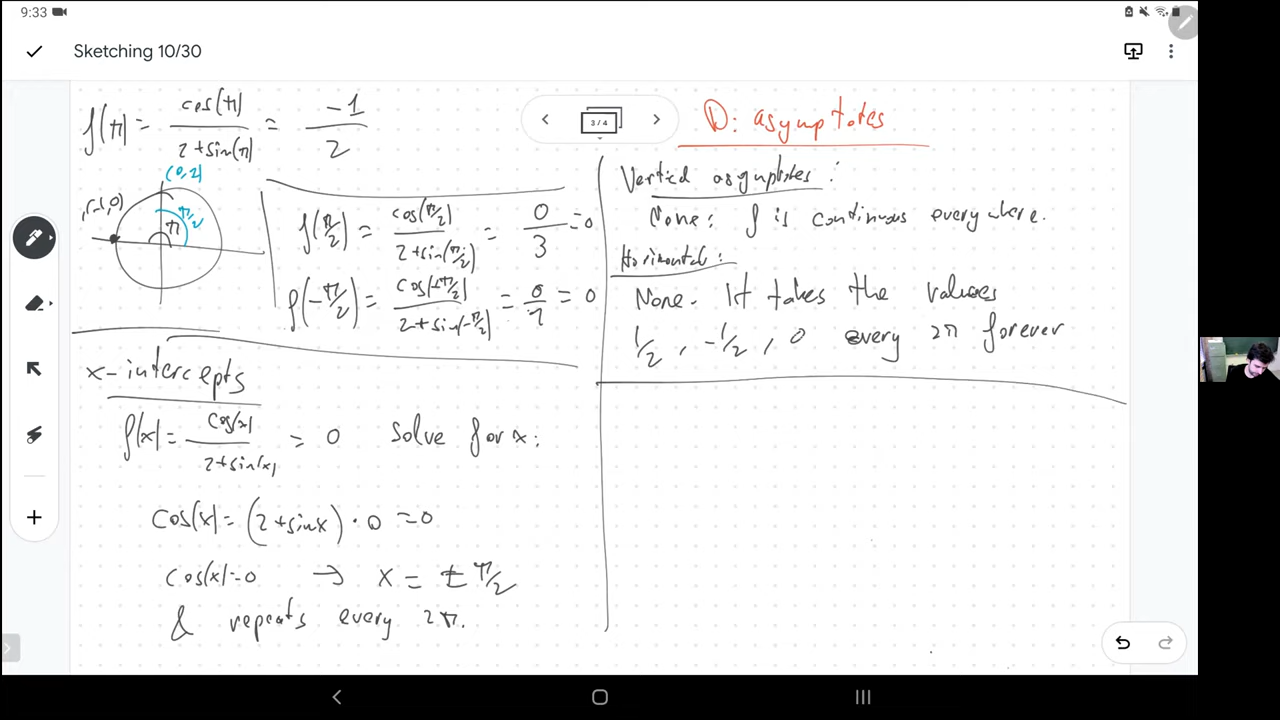 9:33
Sketching 10/30
3 / 4
f(π) = cos(π) / 2+sin(π) = -1 / 2
(0,2)
(-1,0)
π/2
π
f(π/2) = cos(π/2) / 2+sin(π/2) = 0/3 = 0
f(-π/2) = cos(-π/2) / 2+sin(-π/2) = 0/1 = 0
x-intercepts
f(x) = cos(x) / 2+sin(x) = 0 solve for x:
cos(x) = (2+sinx) · 0 = 0
cos(x)=0 → x = ± π/2
& repeats every 2π.
D: asymptotes
Vertical asymptotes:
None: f is continuous everywhere.
Horizontal:
None. It takes the values
1/2, -1/2, 0 every 2π forever